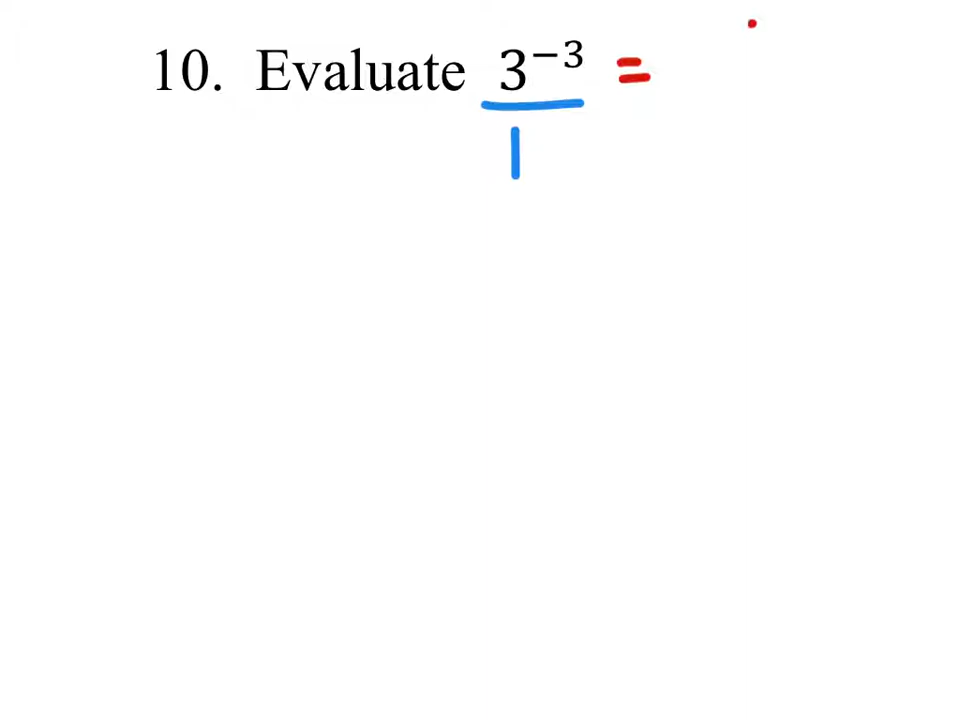 10. Evaluate 3⁻³ =
1